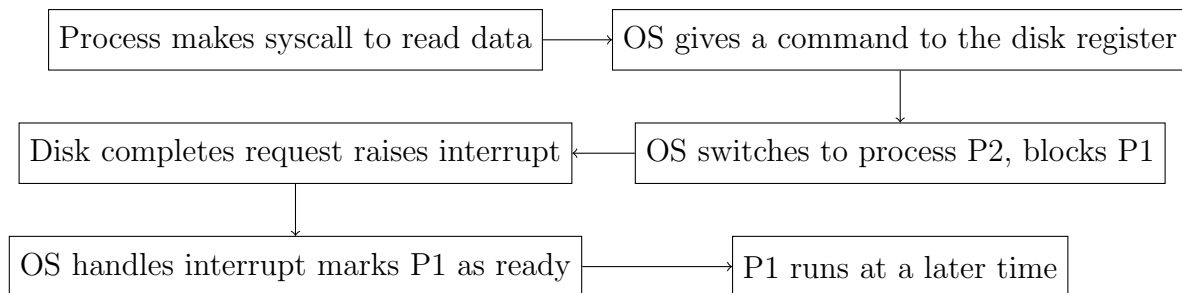 Process makes syscall to read data
OS gives a command to the disk register
OS switches to process P2, blocks P1
Disk completes request raises interrupt
OS handles interrupt marks P1 as ready
P1 runs at a later time